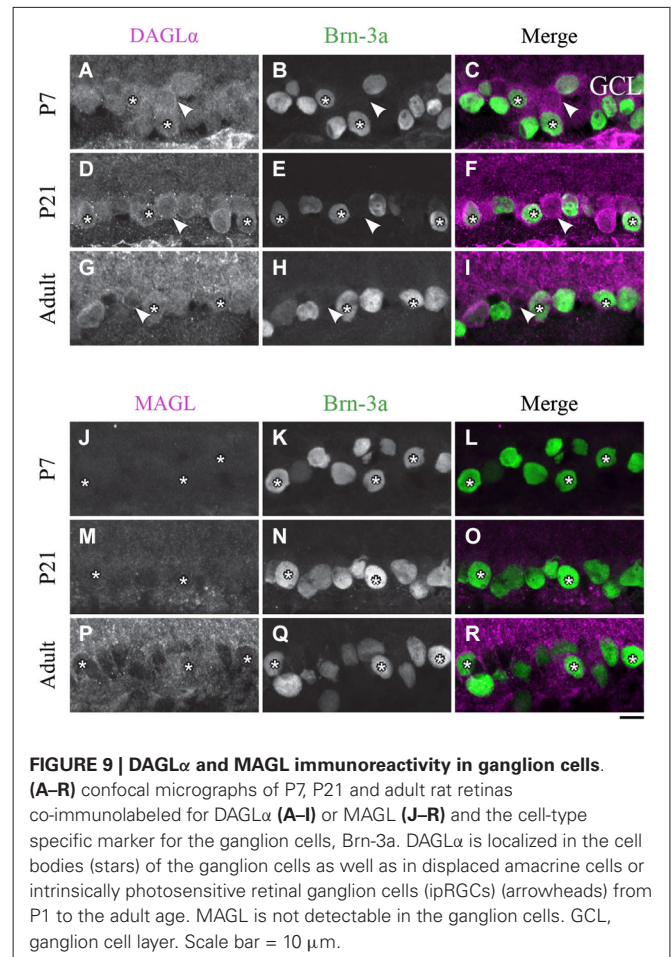 DAGLα Brn-3a Merge
P7 A B C GCL
P21 D E F
Adult G H I
MAGL Brn-3a Merge
P7 J K L
P21 M N O
Adult P Q R
FIGURE 9 | DAGLα and MAGL immunoreactivity in ganglion cells.
(A–R) confocal micrographs of P7, P21 and adult rat retinas
co-immunolabeled for DAGLα (A–I) or MAGL (J–R) and the cell-type
specific marker for the ganglion cells, Brn-3a. DAGLα is localized in the cell
bodies (stars) of the ganglion cells as well as in displaced amacrine cells or
intrinsically photosensitive retinal ganglion cells (ipRGCs) (arrowheads) from
P1 to the adult age. MAGL is not detectable in the ganglion cells. GCL,
ganglion cell layer. Scale bar = 10 μm.